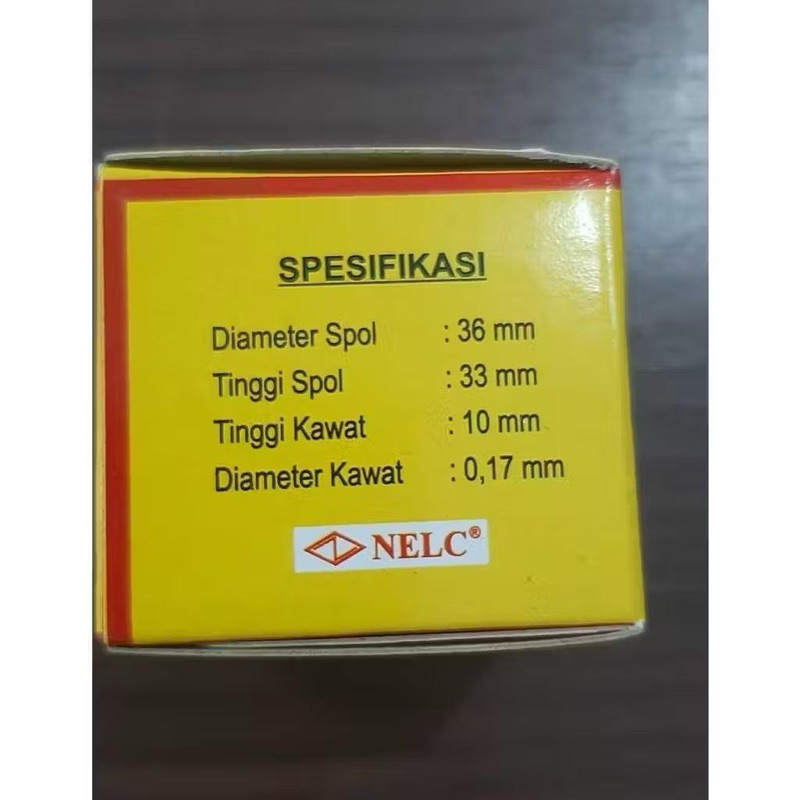 SPESIFIKASI
Diameter Spol : 36 mm
Tinggi Spol : 33 mm
Tinggi Kawat : 10 mm
Diameter Kawat : 0,17 mm
NELC®